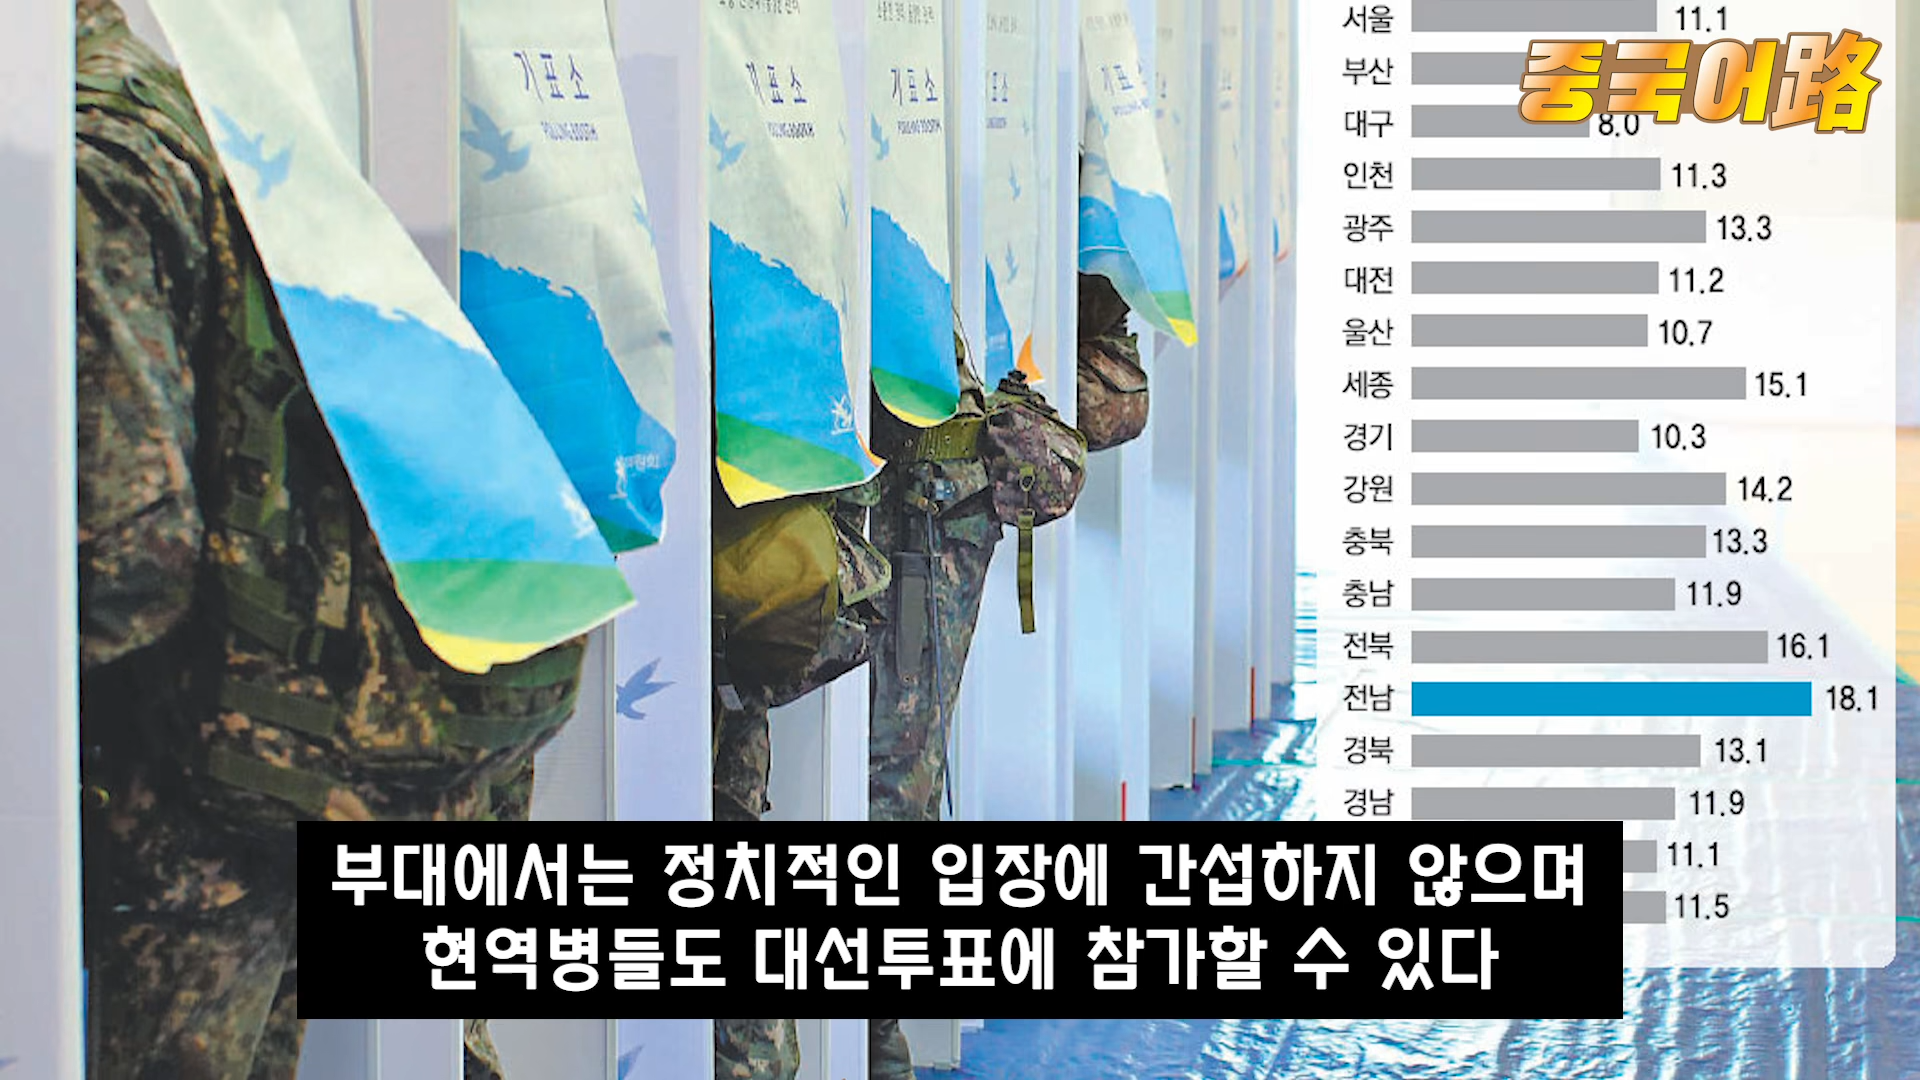 기표소
POLLING BOOTH
기표소
POLLING BOOTH
기표소
POLLING BOOTH
서울 11.1
부산
대구 8.0
인천 11.3
광주 13.3
대전 11.2
울산 10.7
세종 15.1
경기 10.3
강원 14.2
충북 13.3
충남 11.9
전북 16.1
전남 18.1
경북 13.1
경남 11.9
11.1
11.5
중국어路
부대에서는 정치적인 입장에 간섭하지 않으며
현역병들도 대선투표에 참가할 수 있다